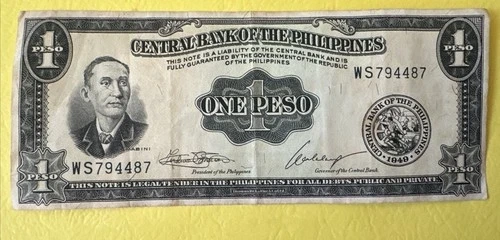 1 PESO
CENTRAL BANK OF THE PHILIPPINES
1 PESO
THIS NOTE IS A LIABILITY OF THE CENTRAL BANK AND IS
FULLY GUARANTEED BY THE GOVERNMENT OF THE REPUBLIC
OF THE PHILIPPINES
WS794487
ONE PESO
1
CENTRAL BANK OF THE PHILIPPINES
1949
MABINI
WS794487
President of the Philippines
Governor of the Central Bank
1 PESO
1 PESO
THIS NOTE IS LEGAL TENDER IN THE PHILIPPINES FOR ALL DEBTS PUBLIC AND PRIVATE